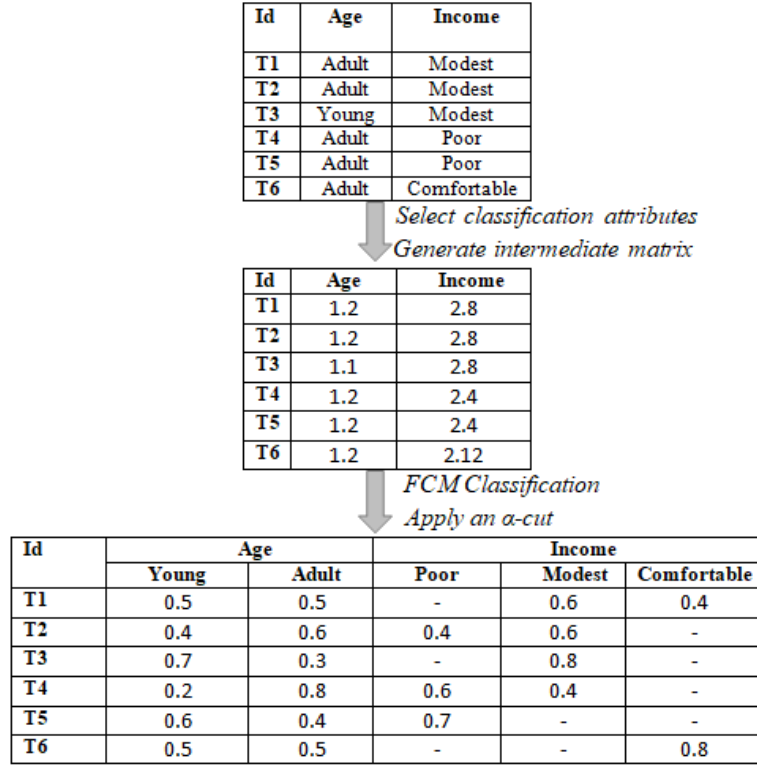 Id Age Income
T1 Adult Modest
T2 Adult Modest
T3 Young Modest
T4 Adult Poor
T5 Adult Poor
T6 Adult Comfortable
Select classification attributes
Generate intermediate matrix
Id Age Income
T1 1.2 2.8
T2 1.2 2.8
T3 1.1 2.8
T4 1.2 2.4
T5 1.2 2.4
T6 1.2 2.12
FCM Classification
Apply an α-cut
Id Age Income
Young Adult Poor Modest Comfortable
T1 0.5 0.5 - 0.6 0.4
T2 0.4 0.6 0.4 0.6 -
T3 0.7 0.3 - 0.8 -
T4 0.2 0.8 0.6 0.4 -
T5 0.6 0.4 0.7 - -
T6 0.5 0.5 - - 0.8